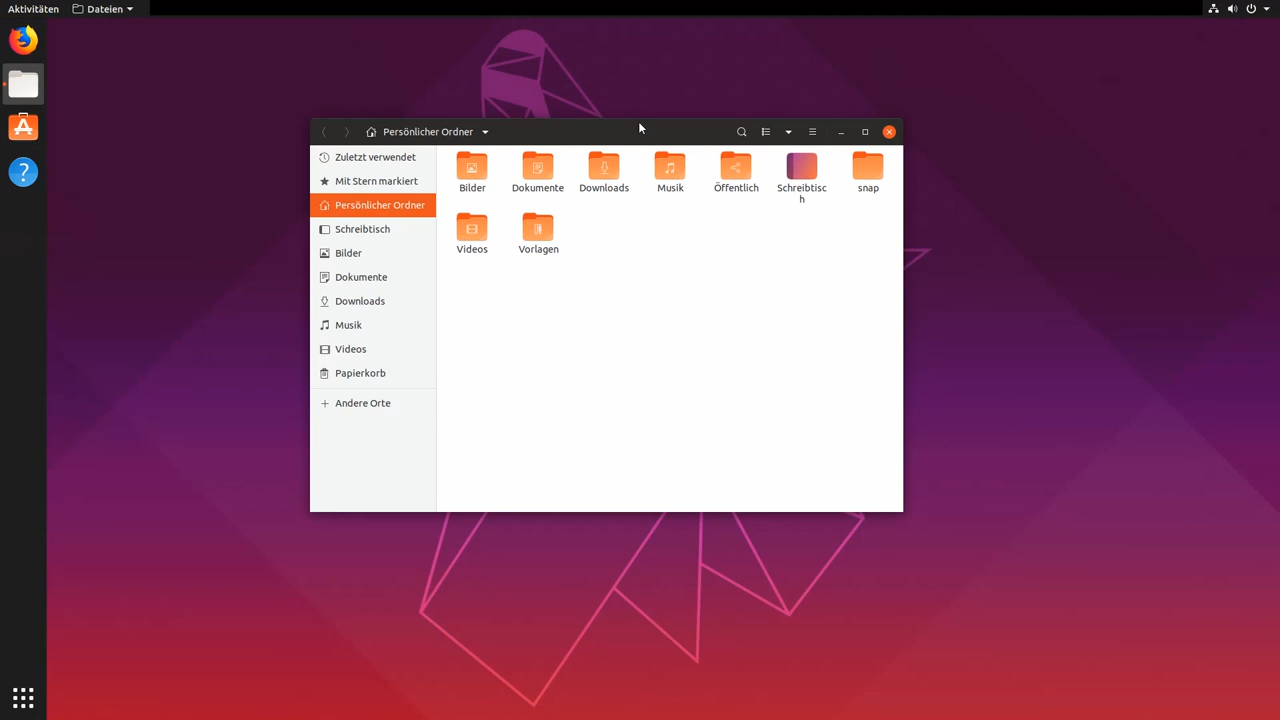 Aktivitäten Dateien
Persönlicher Ordner
Zuletzt verwendet
Mit Stern markiert
Persönlicher Ordner
Schreibtisch
Bilder
Dokumente
Downloads
Musik
Videos
Papierkorb
Andere Orte
Bilder Dokumente Downloads Musik Öffentlich Schreibtisc snap
h
Videos Vorlagen